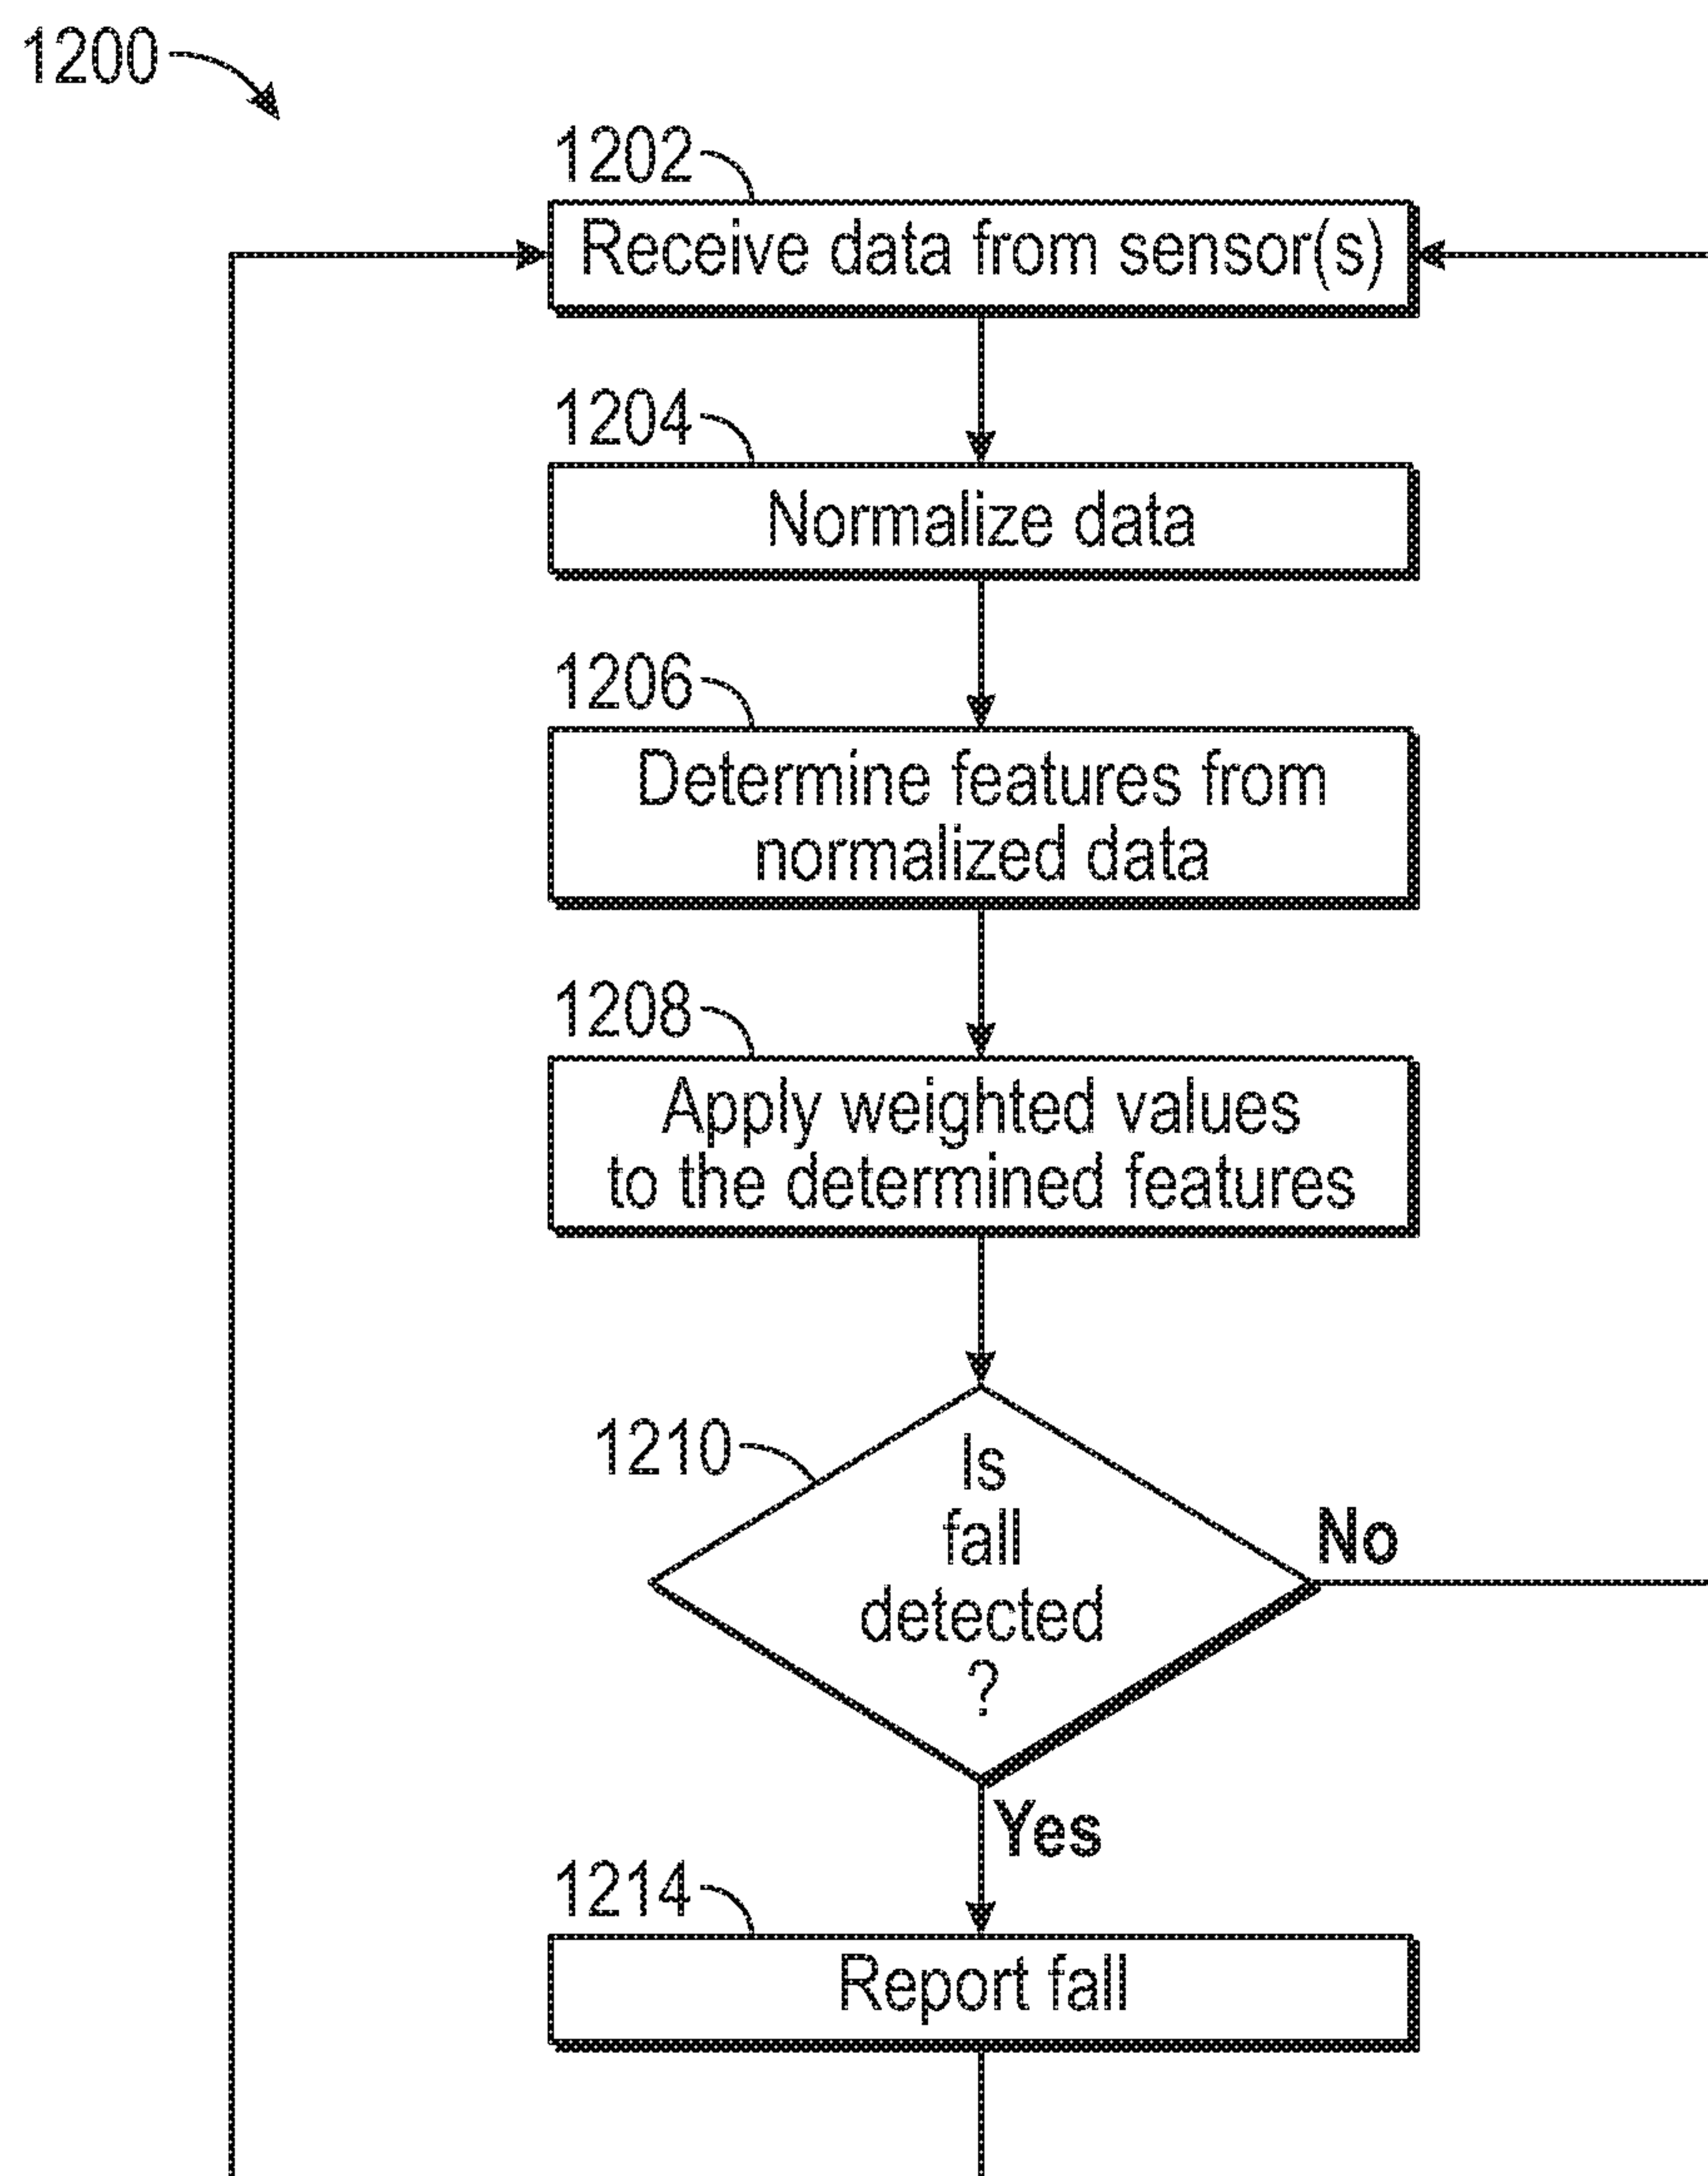 1200
1202
Receive data from sensor(s)
1204
Normalize data
1206
Determine features from
normalized data
1208
Apply weighted values
to the determined features
1210
Is
fall
detected
?
No
Yes
1214
Report fall